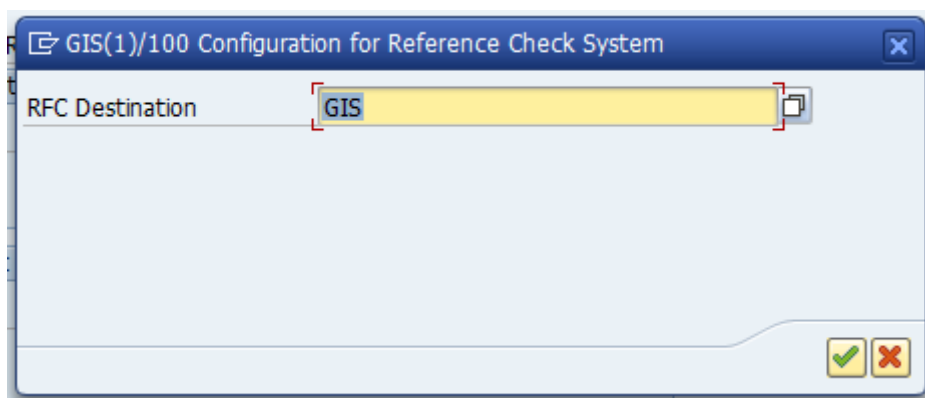 GIS(1)/100 Configuration for Reference Check System
RFC Destination GIS